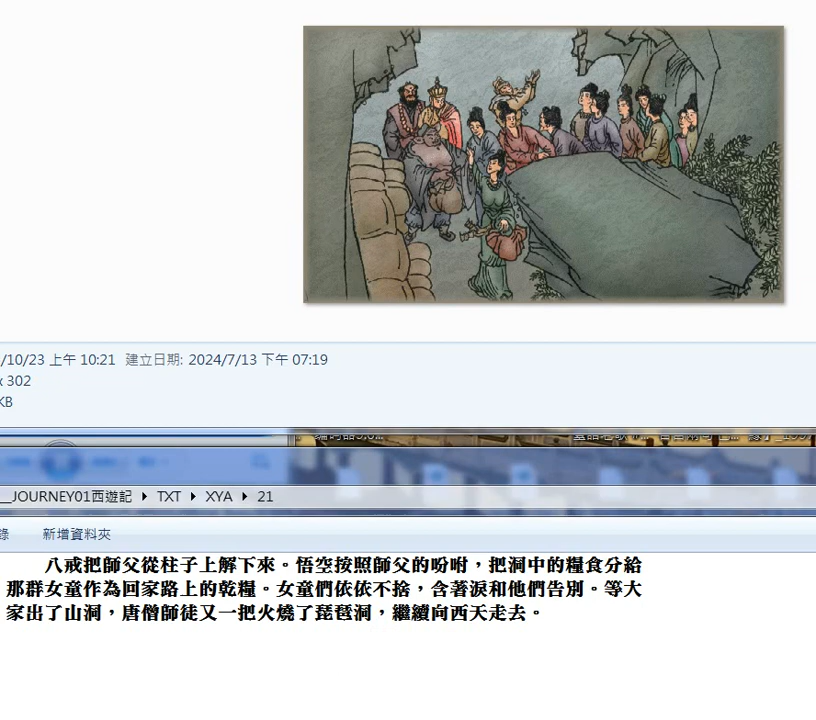 /10/23 上午 10:21 建立日期: 2024/7/13 下午 07:19
x 302
KB
__JOURNEY01西遊記 ▸ TXT ▸ XYA ▸ 21
錄 新增資料夾
八戒把師父從柱子上解下來。悟空按照師父的吩咐，把洞中的糧食分給
那群女童作為回家路上的乾糧。女童們依依不捨，含著淚和他們告別。等大
家出了山洞，唐僧師徒又一把火燒了琵琶洞，繼續向西天走去。